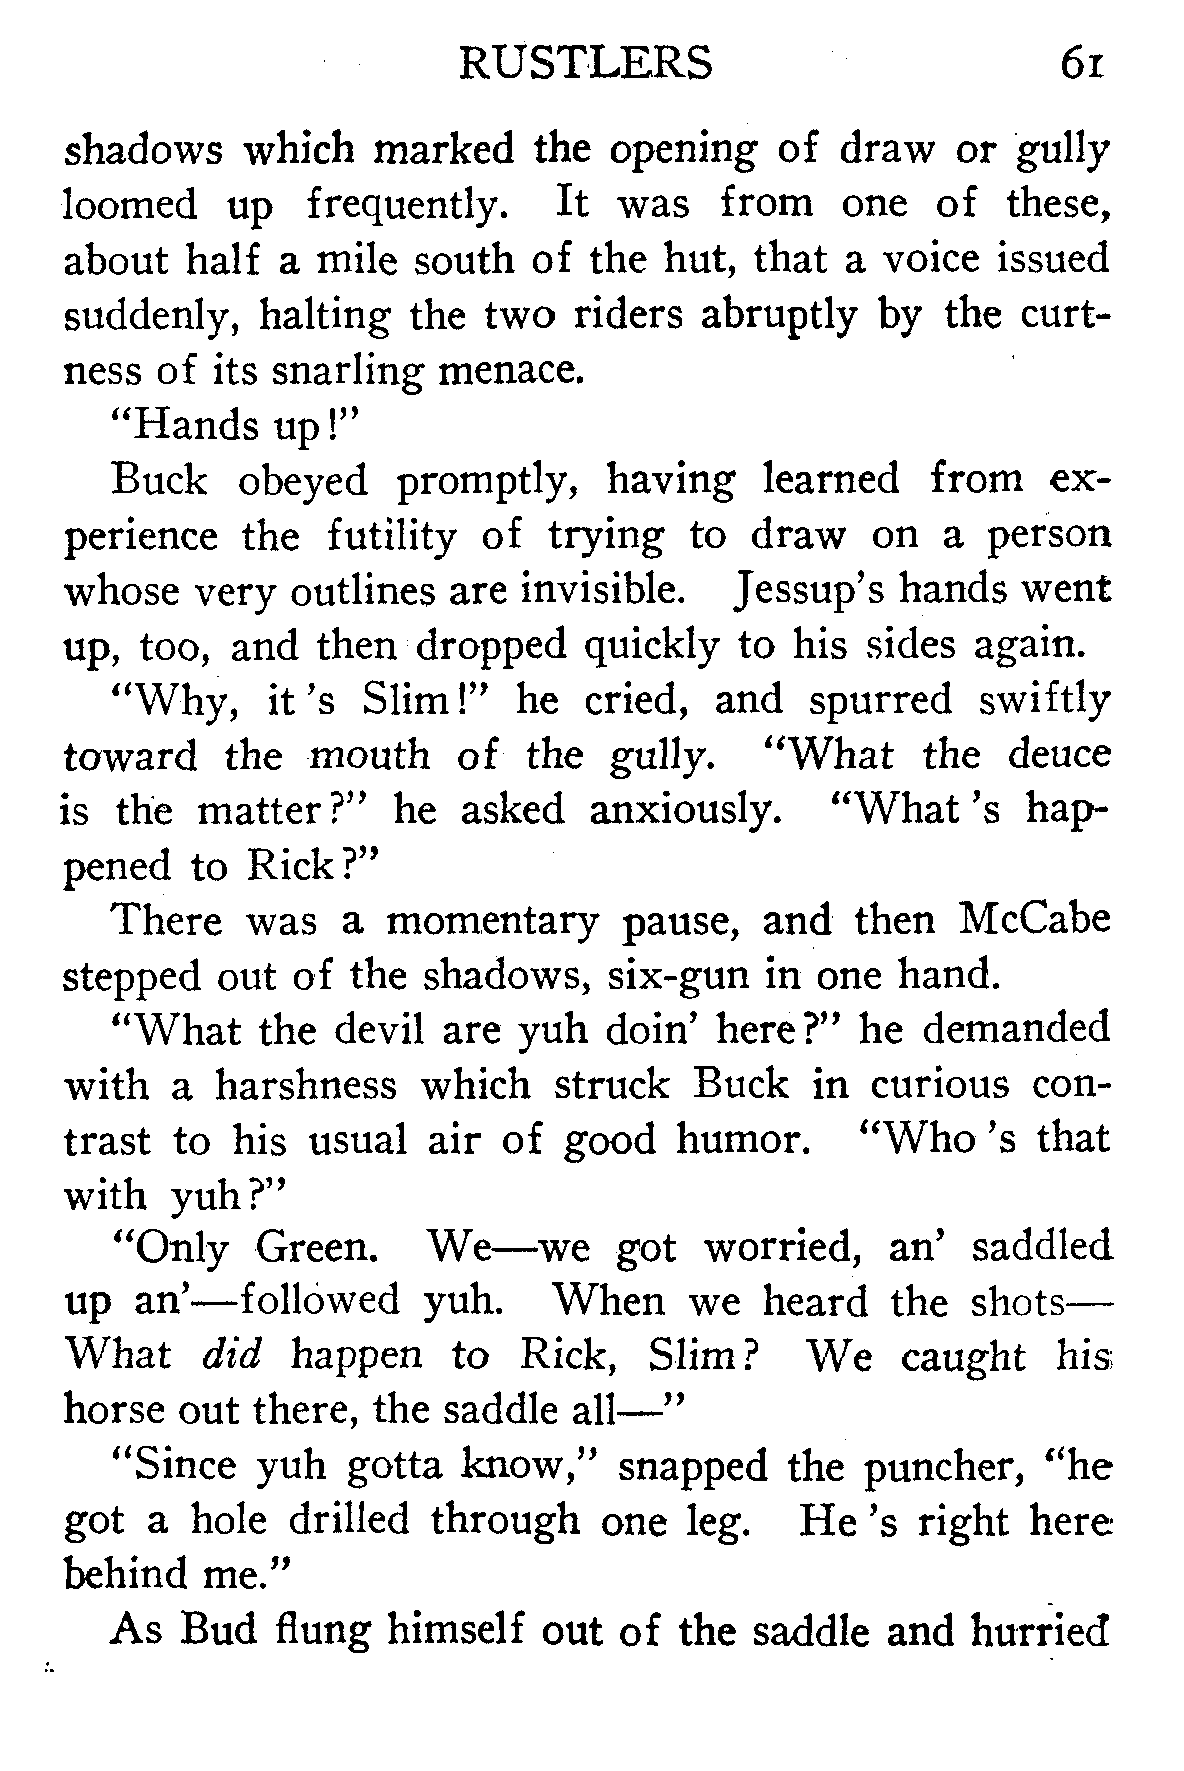 RUSTLERS 61
shadows which marked the opening of draw or gully
loomed up frequently. It was from one of these,
about half a mile south of the hut, that a voice issued
suddenly, halting the two riders abruptly by the curt-
ness of its snarling menace.
"Hands up!"
Buck obeyed promptly, having learned from ex-
perience the futility of trying to draw on a person
whose very outlines are invisible. Jessup's hands went
up, too, and then dropped quickly to his sides again.
"Why, it 's Slim!" he cried, and spurred swiftly
toward the mouth of the gully. "What the deuce
is the matter?" he asked anxiously. "What 's hap-
pened to Rick?"
There was a momentary pause, and then McCabe
stepped out of the shadows, six-gun in one hand.
"What the devil are yuh doin' here?" he demanded
with a harshness which struck Buck in curious con-
trast to his usual air of good humor. "Who 's that
with yuh?"
"Only Green. We—we got worried, an' saddled
up an'—followed yuh. When we heard the shots—
What did happen to Rick, Slim? We caught his
horse out there, the saddle all—"
"Since yuh gotta know," snapped the puncher, "he
got a hole drilled through one leg. He 's right here
behind me."
As Bud flung himself out of the saddle and hurried